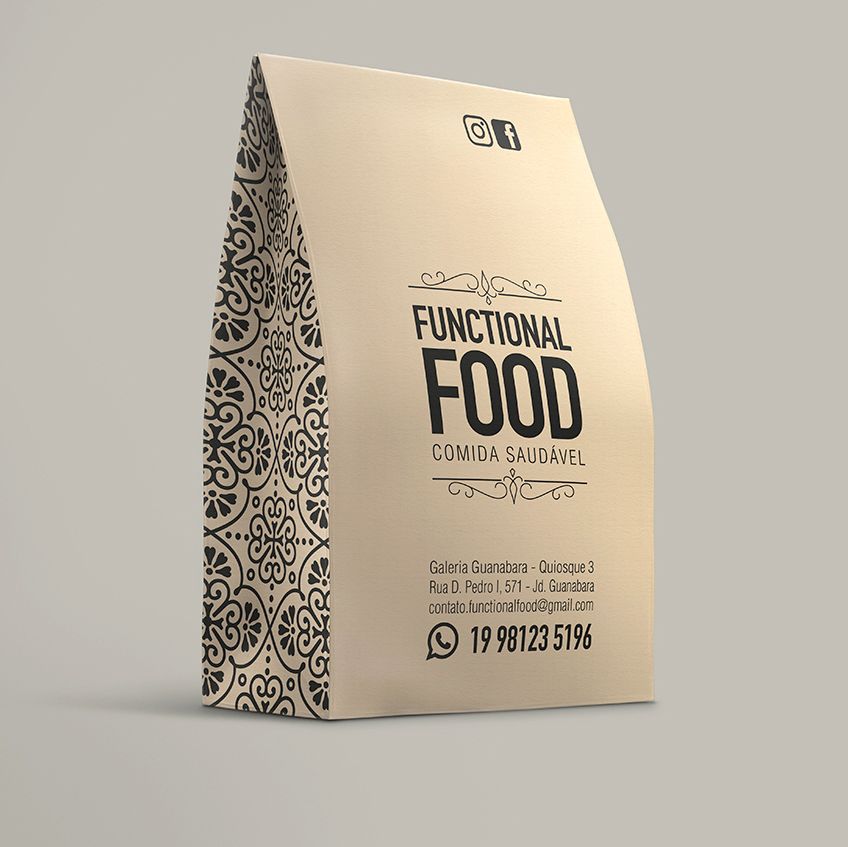 FUNCTIONAL
FOOD
COMIDA SAUDÁVEL
Galeria Guanabara - Quiosque 3
Rua D. Pedro I, 571 - Jd. Guanabara
contato.functionalfood@gmail.com
19 98123 5196